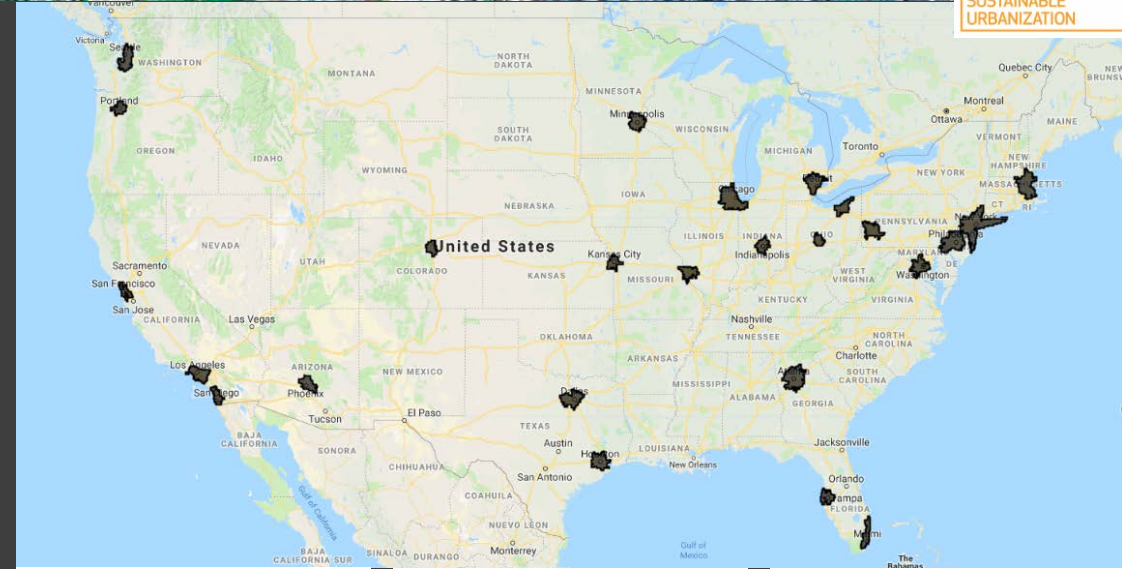 SUSTAINABLE
URBANIZATION
Vancouver
Victoria
Seattle
WASHINGTON
NORTH
DAKOTA
MONTANA
Quebec City
Portland
MINNESOTA
Minneapolis
Montreal
Ottawa
MAINE
SOUTH
DAKOTA
WISCONSIN
VERMONT
OREGON
IDAHO
MICHIGAN
Toronto
NEW
HAMPSHIRE
WYOMING
NEW YORK
MASSACHUSETTS
Chicago
IOWA
NEBRASKA
CT
RI
PENNSYLVANIA
New York
Philadelphia
United States
ILLINOIS
INDIANA
OHIO
NEVADA
UTAH
Indianapolis
MARYLAND
DE
Kansas City
Sacramento
COLORADO
KANSAS
MISSOURI
WEST
VIRGINIA
Washington
San Francisco
San Jose
KENTUCKY
VIRGINIA
CALIFORNIA
Las Vegas
Nashville
OKLAHOMA
TENNESSEE
NORTH
CAROLINA
Charlotte
ARKANSAS
Los Angeles
ARIZONA
NEW MEXICO
SOUTH
CAROLINA
Atlanta
MISSISSIPPI
San Diego
Phoenix
Dallas
ALABAMA
GEORGIA
Tucson
El Paso
TEXAS
BAJA
CALIFORNIA
Austin
LOUISIANA
Jacksonville
SONORA
Houston
New Orleans
CHIHUAHUA
San Antonio
Orlando
Gulf of
California
COAHUILA
Tampa
FLORIDA
NUEVO LEON
Miami
BAJA
CALIFORNIA SUR
SINALOA
DURANGO
Monterrey
Gulf of
Mexico
The
Bahamas